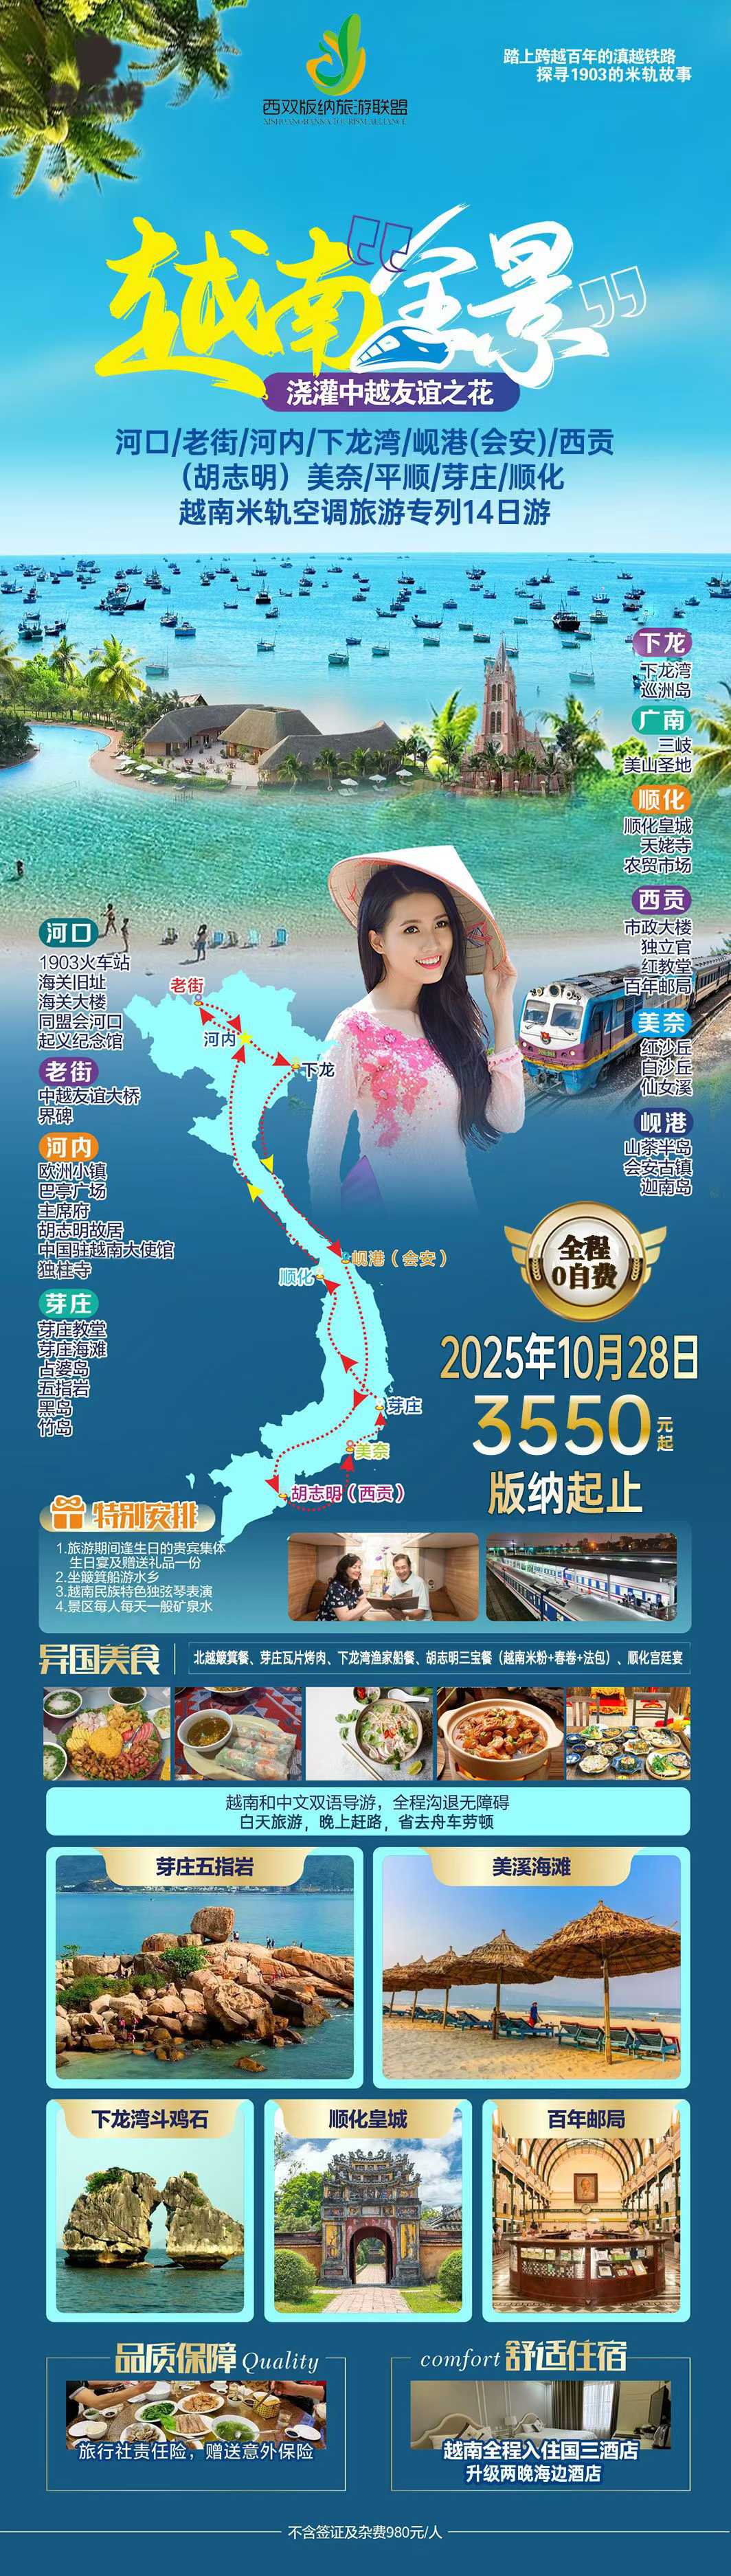 西双版纳旅游联盟
XISHUANGBANNA TOURISM ALLIANCE
踏上跨越百年的滇越铁路
探寻1903的米轨故事
越南“全景”
浇灌中越友谊之花
河口/老街/河内/下龙湾/岘港(会安)/西贡
（胡志明）美奈/平顺/芽庄/顺化
越南米轨空调旅游专列14日游
下龙
下龙湾
巡洲岛
广南
三岐
美山圣地
顺化
顺化皇城
天姥寺
农贸市场
西贡
市政大楼
独立官
红教堂
百年邮局
美奈
红沙丘
白沙丘
仙女溪
岘港
山茶半岛
会安古镇
迦南岛
河口
1903火车站
海关旧址
海关大楼
同盟会河口
起义纪念馆
老街
中越友谊大桥
界碑
河内
欧洲小镇
巴亭广场
主席府
胡志明故居
中国驻越南大使馆
独柱寺
芽庄
芽庄教堂
芽庄海滩
占婆岛
五指岩
黑岛
竹岛
老街
河内
下龙
岘港（会安）
顺化
芽庄
美奈
胡志明（西贡）
全程
0自费
2025年10月28日
3550元起
版纳起止
特别安排
1.旅游期间逢生日的贵宾集体
生日宴及赠送礼品一份
2.坐簸箕船游水乡
3.越南民族特色独弦琴表演
4.景区每人每天一般矿泉水
异国美食
北越簸箕餐、芽庄瓦片烤肉、下龙湾渔家船餐、胡志明三宝餐（越南米粉+春卷+法包）、顺化宫廷宴
越南和中文双语导游，全程沟退无障碍
白天旅游，晚上赶路，省去舟车劳顿
芽庄五指岩
美溪海滩
下龙湾斗鸡石
顺化皇城
百年邮局
品质保障 Quality
旅行社责任险，赠送意外保险
comfort 舒适住宿
越南全程入住国三酒店
升级两晚海边酒店
不含签证及杂费980元/人